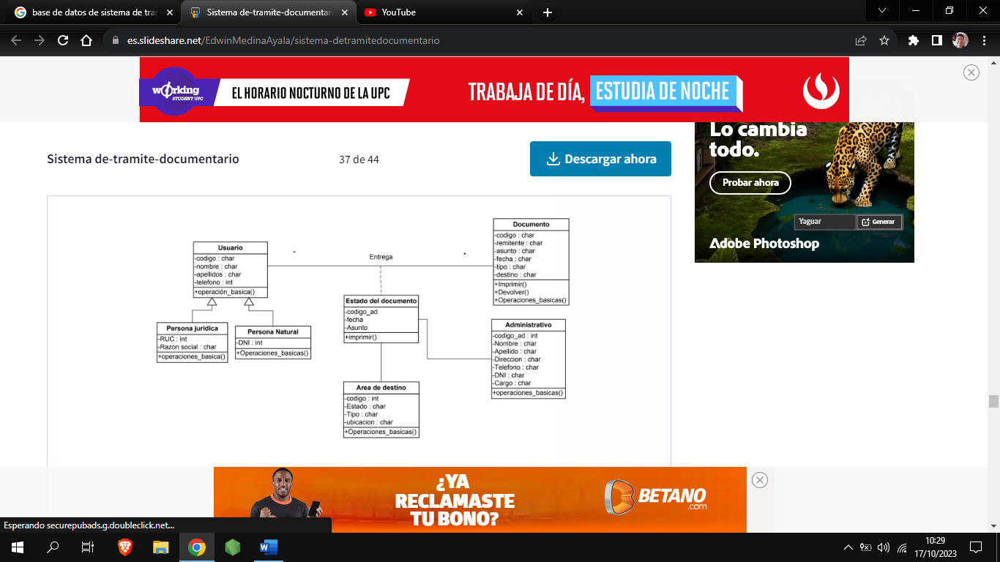 base de datos de sistema de tra
Sistema de-tramite-documentari
YouTube
es.slideshare.net/EdwinMedinaAyala/sistema-detramitedocumentario
working
STUDENT UPC
EL HORARIO NOCTURNO DE LA UPC
TRABAJA DE DÍA, ESTUDIA DE NOCHE
Lo cambia
todo.
Probar ahora
Yaguar
Generar
Adobe Photoshop
Sistema de-tramite-documentario
37 de 44
Descargar ahora
Usuario
-codigo : char
-nombre : char
-apellidos : char
-telefono : int
+operación_basica()
*
Entrega
*
Documento
-codigo : char
-remitente : char
-asunto : char
-fecha : char
-tipo : char
-destino : char
+Imprimir()
+Devolver()
+Operaciones_basicas()
Persona juridica
-RUC : int
-Razon social : char
+operaciones_basica()
Persona Natural
-DNI : int
+Operaciones_basicas()
Estado del documento
-codigo_ad
-fecha
-Asunto
+imprimir()
Administrativo
-codigo_ad : int
-Nombre : char
-Apellido : char
-Direccion : char
-Telefono : char
-DNI : char
-Cargo : char
+operaciones_basicas()
Area de destino
-codigo : int
-Estado : char
-Tipo : char
-ubicacion : char
+Operaciones_basicas()
¿YA
RECLAMASTE
TU BONO?
BETANO
.com
Esperando securepubads.g.doubleclick.net...
10:29
17/10/2023